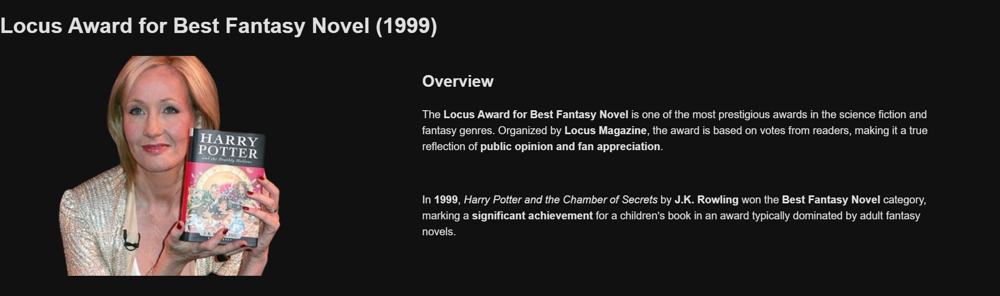 Locus Award for Best Fantasy Novel (1999)
HARRY
POTTER
and the Deathly Hallows
J.K. ROWLING
Overview
The Locus Award for Best Fantasy Novel is one of the most prestigious awards in the science fiction and
fantasy genres. Organized by Locus Magazine, the award is based on votes from readers, making it a true
reflection of public opinion and fan appreciation.
In 1999, Harry Potter and the Chamber of Secrets by J.K. Rowling won the Best Fantasy Novel category,
marking a significant achievement for a children’s book in an award typically dominated by adult fantasy
novels.